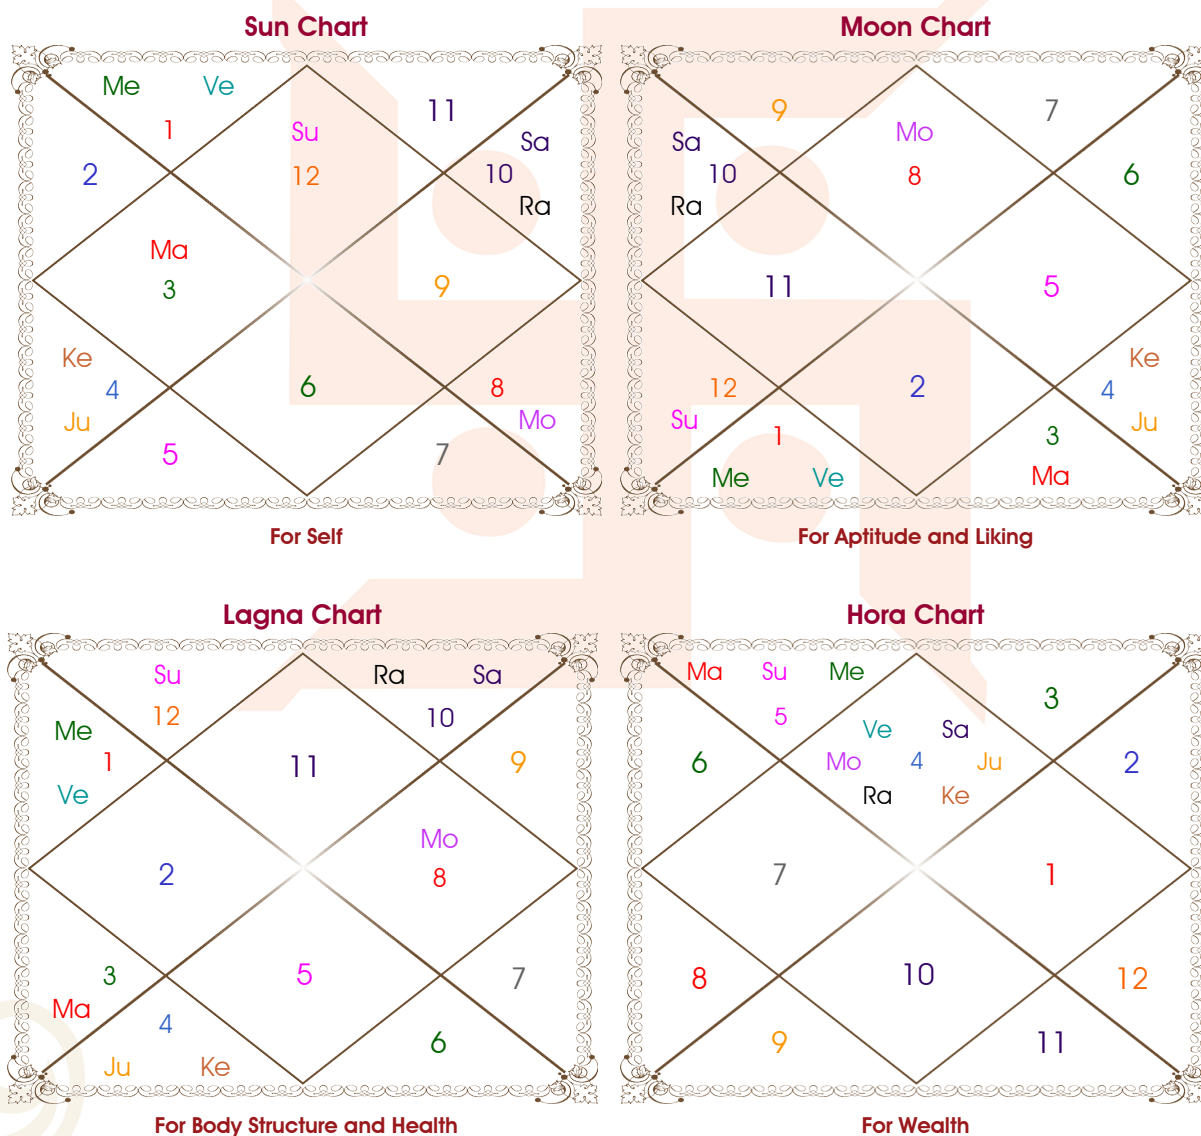 Sun Chart
Me Ve
1
2
Su
12
11
Sa
10
Ra
Ma
3
9
Ke
4
Ju
5
6
8
Mo
7
For Self
Moon Chart
9
Sa
10
Ra
Mo
8
7
6
11
5
12
Su
1
Me Ve
2
Ke
4
Ju
3
Ma
For Aptitude and Liking
Lagna Chart
Su
12
Me
1
Ve
11
Ra Sa
10
9
2
Mo
8
3
Ma
4
Ju Ke
5
7
6
For Body Structure and Health
Hora Chart
Ma Su Me
5
6
Ve Sa
Mo 4 Ju
Ra Ke
3
2
7
1
8
9
10
12
11
For Wealth